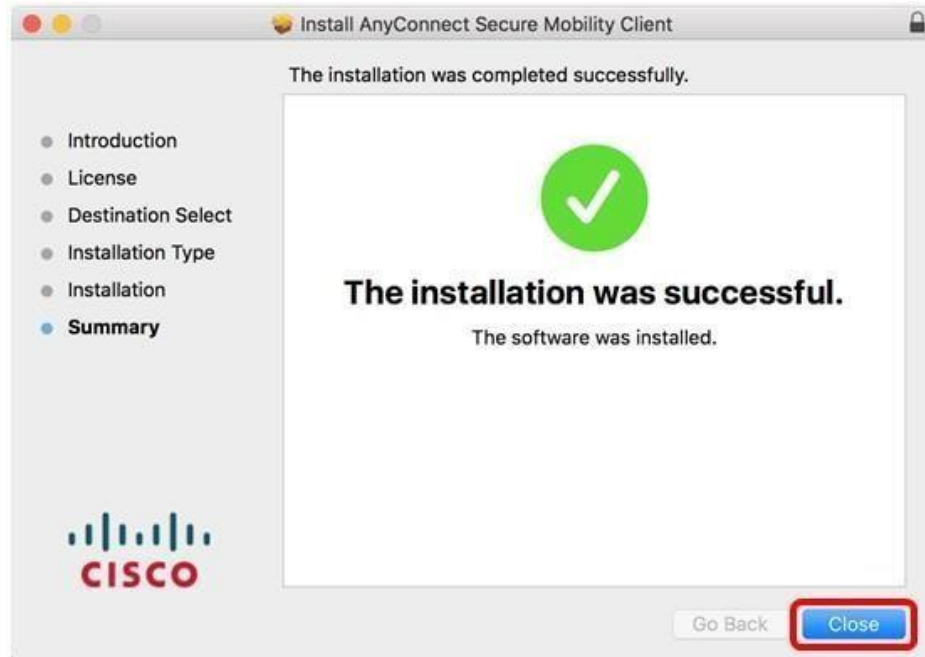 Install AnyConnect Secure Mobility Client
The installation was completed successfully.
Introduction
License
Destination Select
Installation Type
Installation
Summary
The installation was successful.
The software was installed.
CISCO
Go Back
Close